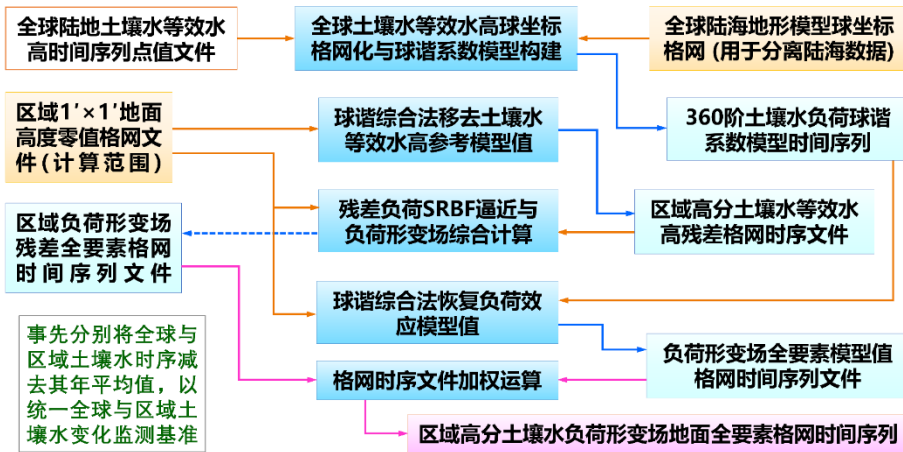 全球陆地土壤水等效水
高时间序列点值文件
全球土壤水等效水高球坐标
格网化与球谐系数模型构建
全球陆海地形模型球坐标
格网 (用于分离陆海数据)
区域1′×1′地面
高度零值格网文
件(计算范围)
球谐综合法移去土壤水
等效水高参考模型值
360阶土壤水负荷球谐
系数模型时间序列
区域负荷形变场
残差全要素格网
时间序列文件
残差负荷SRBF逼近与
负荷形变场综合计算
区域高分土壤水等效水
高残差格网时序文件
球谐综合法恢复负荷效
应模型值
事先分别将全球与
区域土壤水时序减
去其年平均值，以
统一全球与区域土
壤水变化监测基准
格网时序文件加权运算
负荷形变场全要素模型值
格网时间序列文件
区域高分土壤水负荷形变场地面全要素格网时间序列